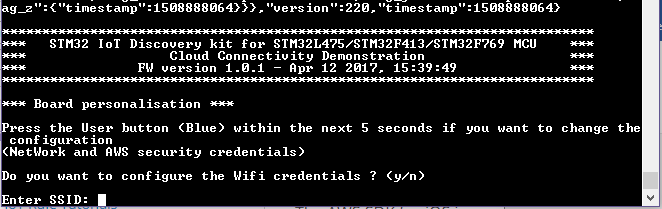 ag_z":{"timestamp":1508888064}}},"version":220,"timestamp":1508888064}
***************************************************************************
***   STM32 IoT Discovery kit for STM32L475/STM32F413/STM32F769 MCU    ***
***   Cloud Connectivity Demonstration   ***
***   FW version 1.0.1 - Apr 12 2017, 15:39:49   ***
***************************************************************************
*** Board personalisation ***
Press the User button (Blue) within the next 5 seconds if you want to change the
configuration
(NetWork and AWS security credentials)
Do you want to configure the Wifi credentials ? (y/n)
Enter SSID: